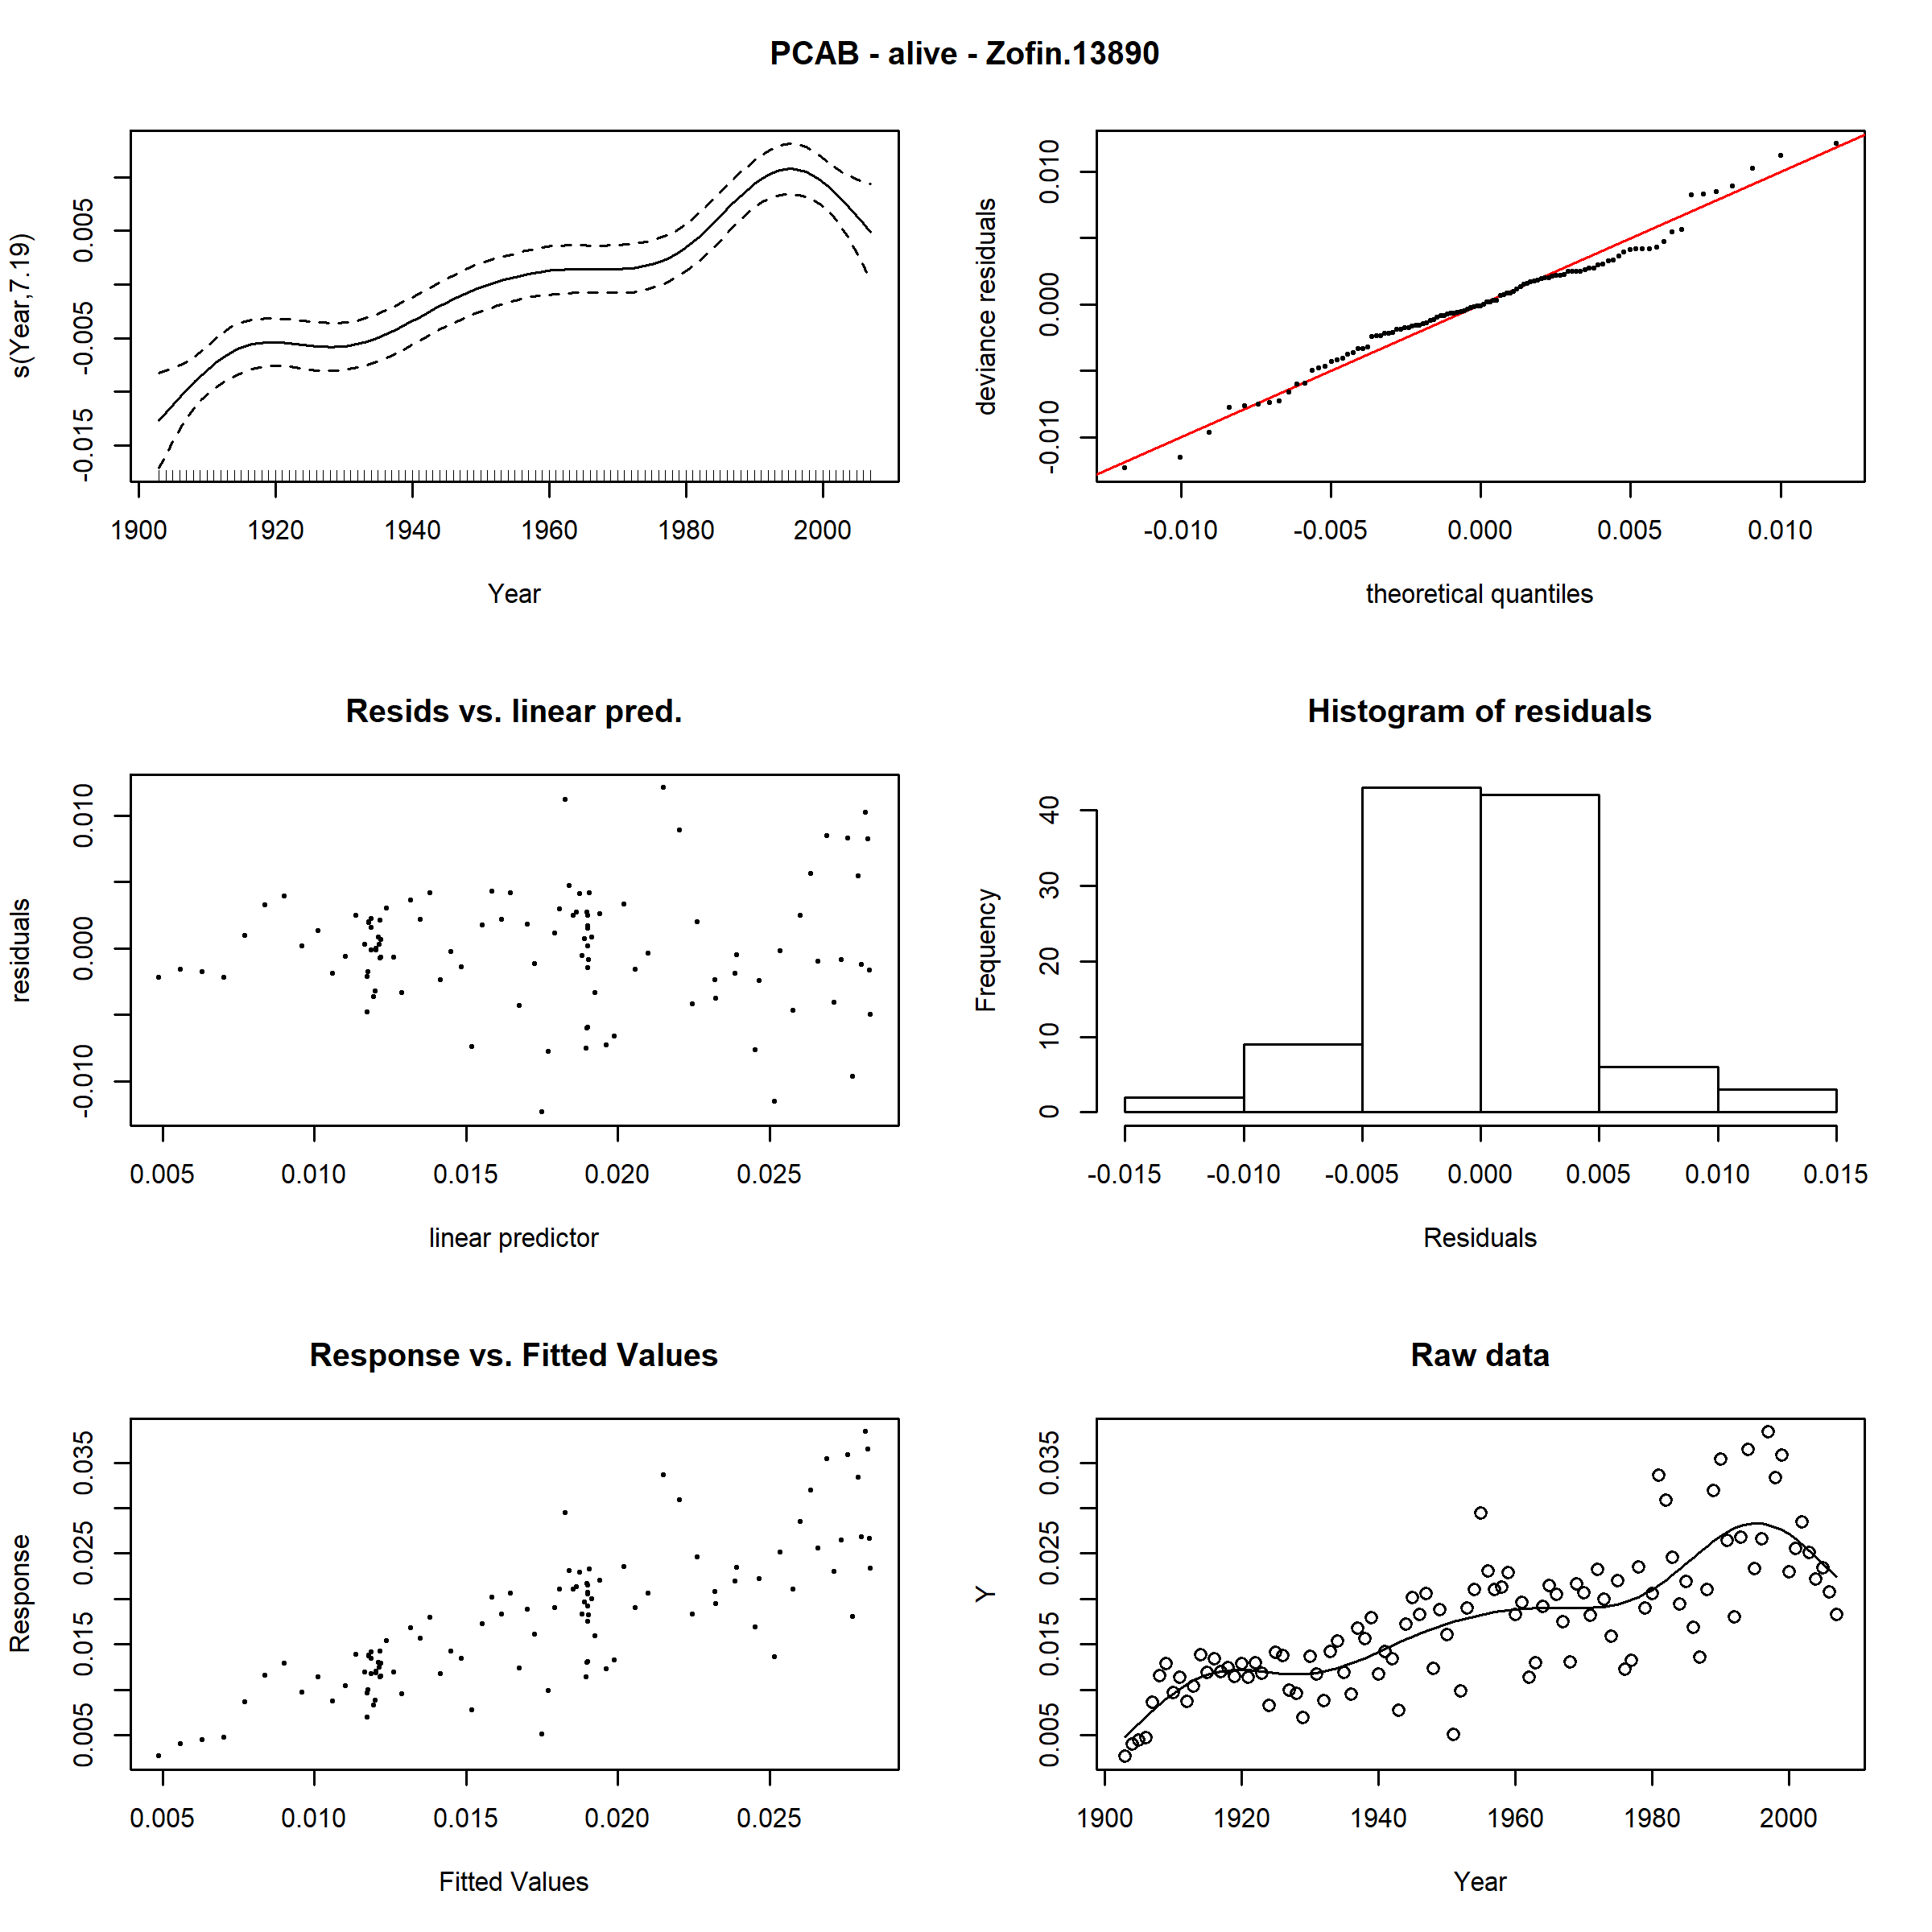 PCAB - alive - Zofin.13890
s(Year,7.19)
-0.015 -0.005 0.005
1900 1920 1940 1960 1980 2000
Year
deviance residuals
-0.010 0.000 0.010
-0.010 -0.005 0.000 0.005 0.010
theoretical quantiles
Resids vs. linear pred.
residuals
-0.010 0.000 0.010
0.005 0.010 0.015 0.020 0.025
linear predictor
Histogram of residuals
Frequency
0 10 20 30 40
-0.015 -0.010 -0.005 0.000 0.005 0.010 0.015
Residuals
Response vs. Fitted Values
Response
0.005 0.015 0.025 0.035
0.005 0.010 0.015 0.020 0.025
Fitted Values
Raw data
Y
0.005 0.015 0.025 0.035
1900 1920 1940 1960 1980 2000
Year